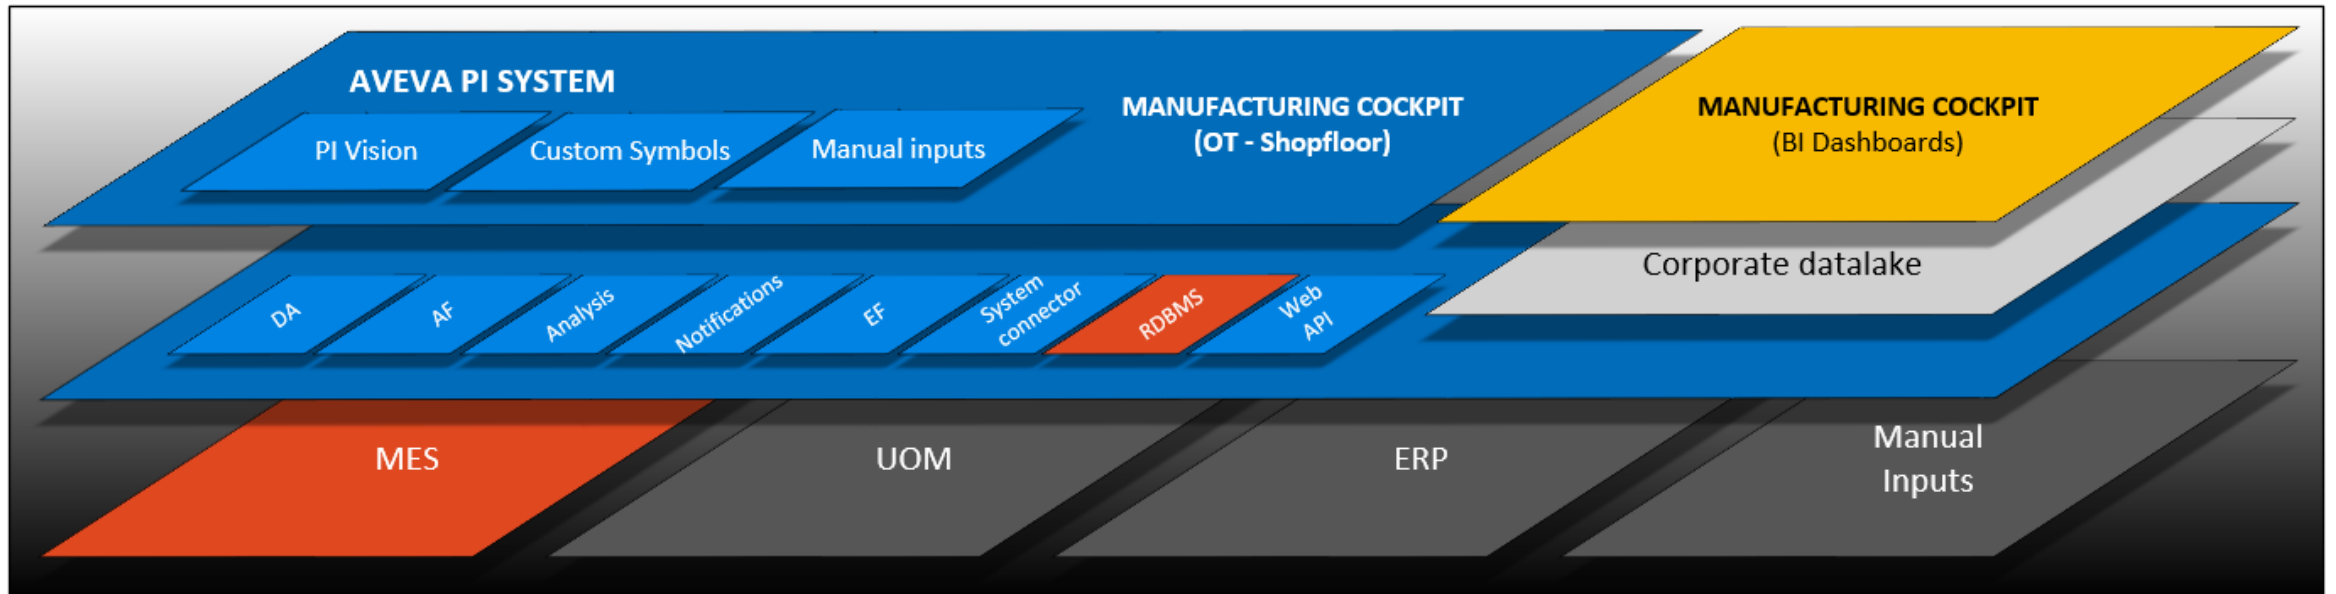 AVEVA PI SYSTEM
MANUFACTURING COCKPIT
(OT - Shopfloor)
MANUFACTURING COCKPIT
(BI Dashboards)
PI Vision
Custom Symbols
Manual inputs
Corporate datalake
DA
AF
Analysis
Notifications
EF
System
connector
RDBMS
Web
API
MES
UOM
ERP
Manual
Inputs